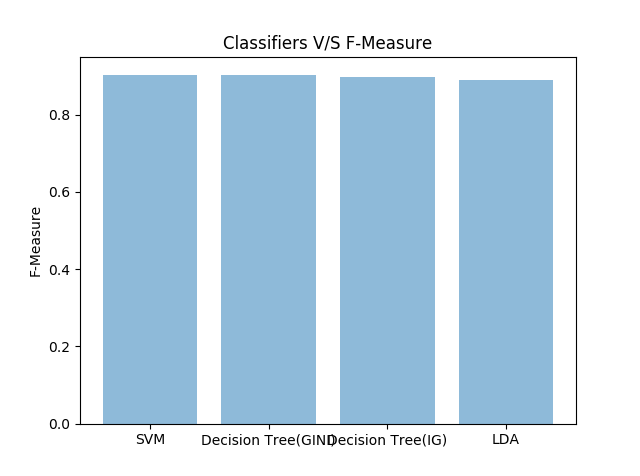 Classifiers V/S F-Measure
F-Measure
0.8
0.6
0.4
0.2
0.0
SVM
Decision Tree(GINI)
Decision Tree(IG)
LDA